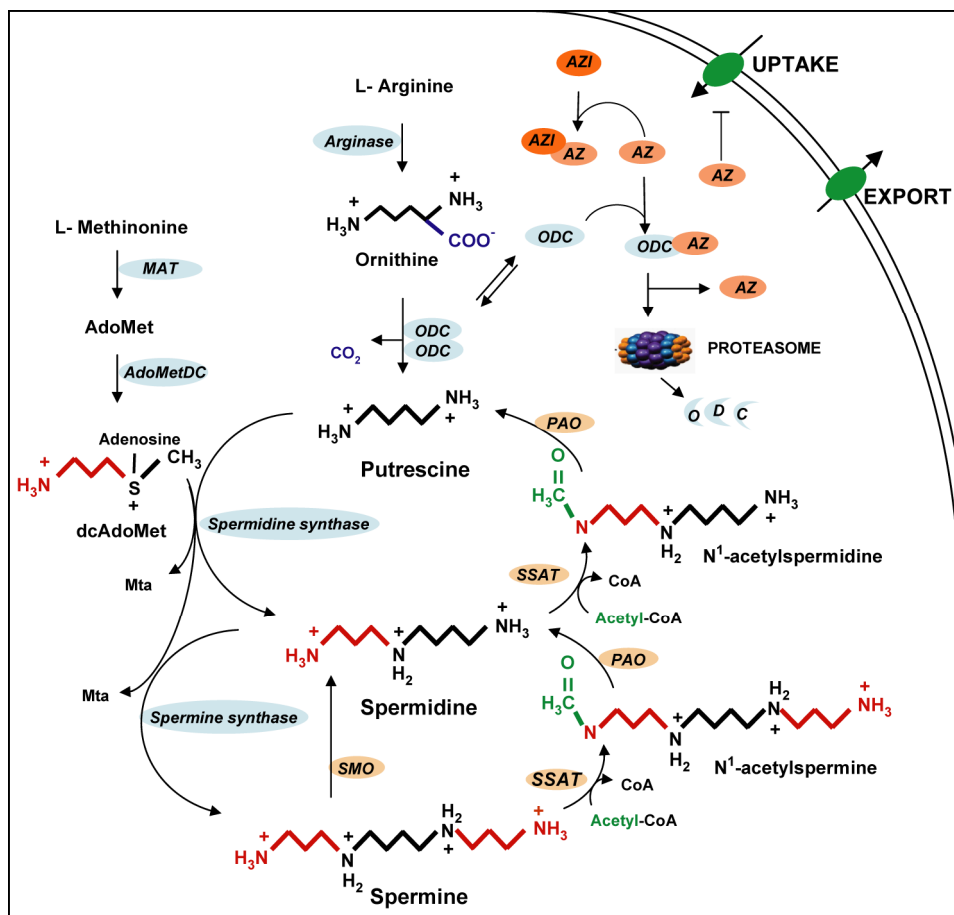 AZI
UPTAKE
L- Arginine
Arginase
AZI
AZ
AZ
AZ
EXPORT
+
NH3
+
H3N
COO-
Ornithine
ODC
ODC
AZ
L- Methinonine
MAT
AdoMet
AdoMetDC
AZ
CO2
ODC
ODC
PROTEASOME
O D C
NH3
+
+
H3N
Putrescine
PAO
Adenosine
CH3
+
H3N
S
+
dcAdoMet
Spermidine synthase
Mta
O
H3C
N
+
N
H2
NH3
+
N1-acetylspermidine
SSAT
CoA
Acetyl-CoA
+
H3N
+
N
H2
+
NH3
Spermidine
PAO
Mta
Spermine synthase
SMO
O
H3C
N
+
N
H2
H2
N
+
+
NH3
N1-acetylspermine
SSAT
CoA
Acetyl-CoA
+
H3N
+
N
H2
H2
N
+
+
NH3
Spermine